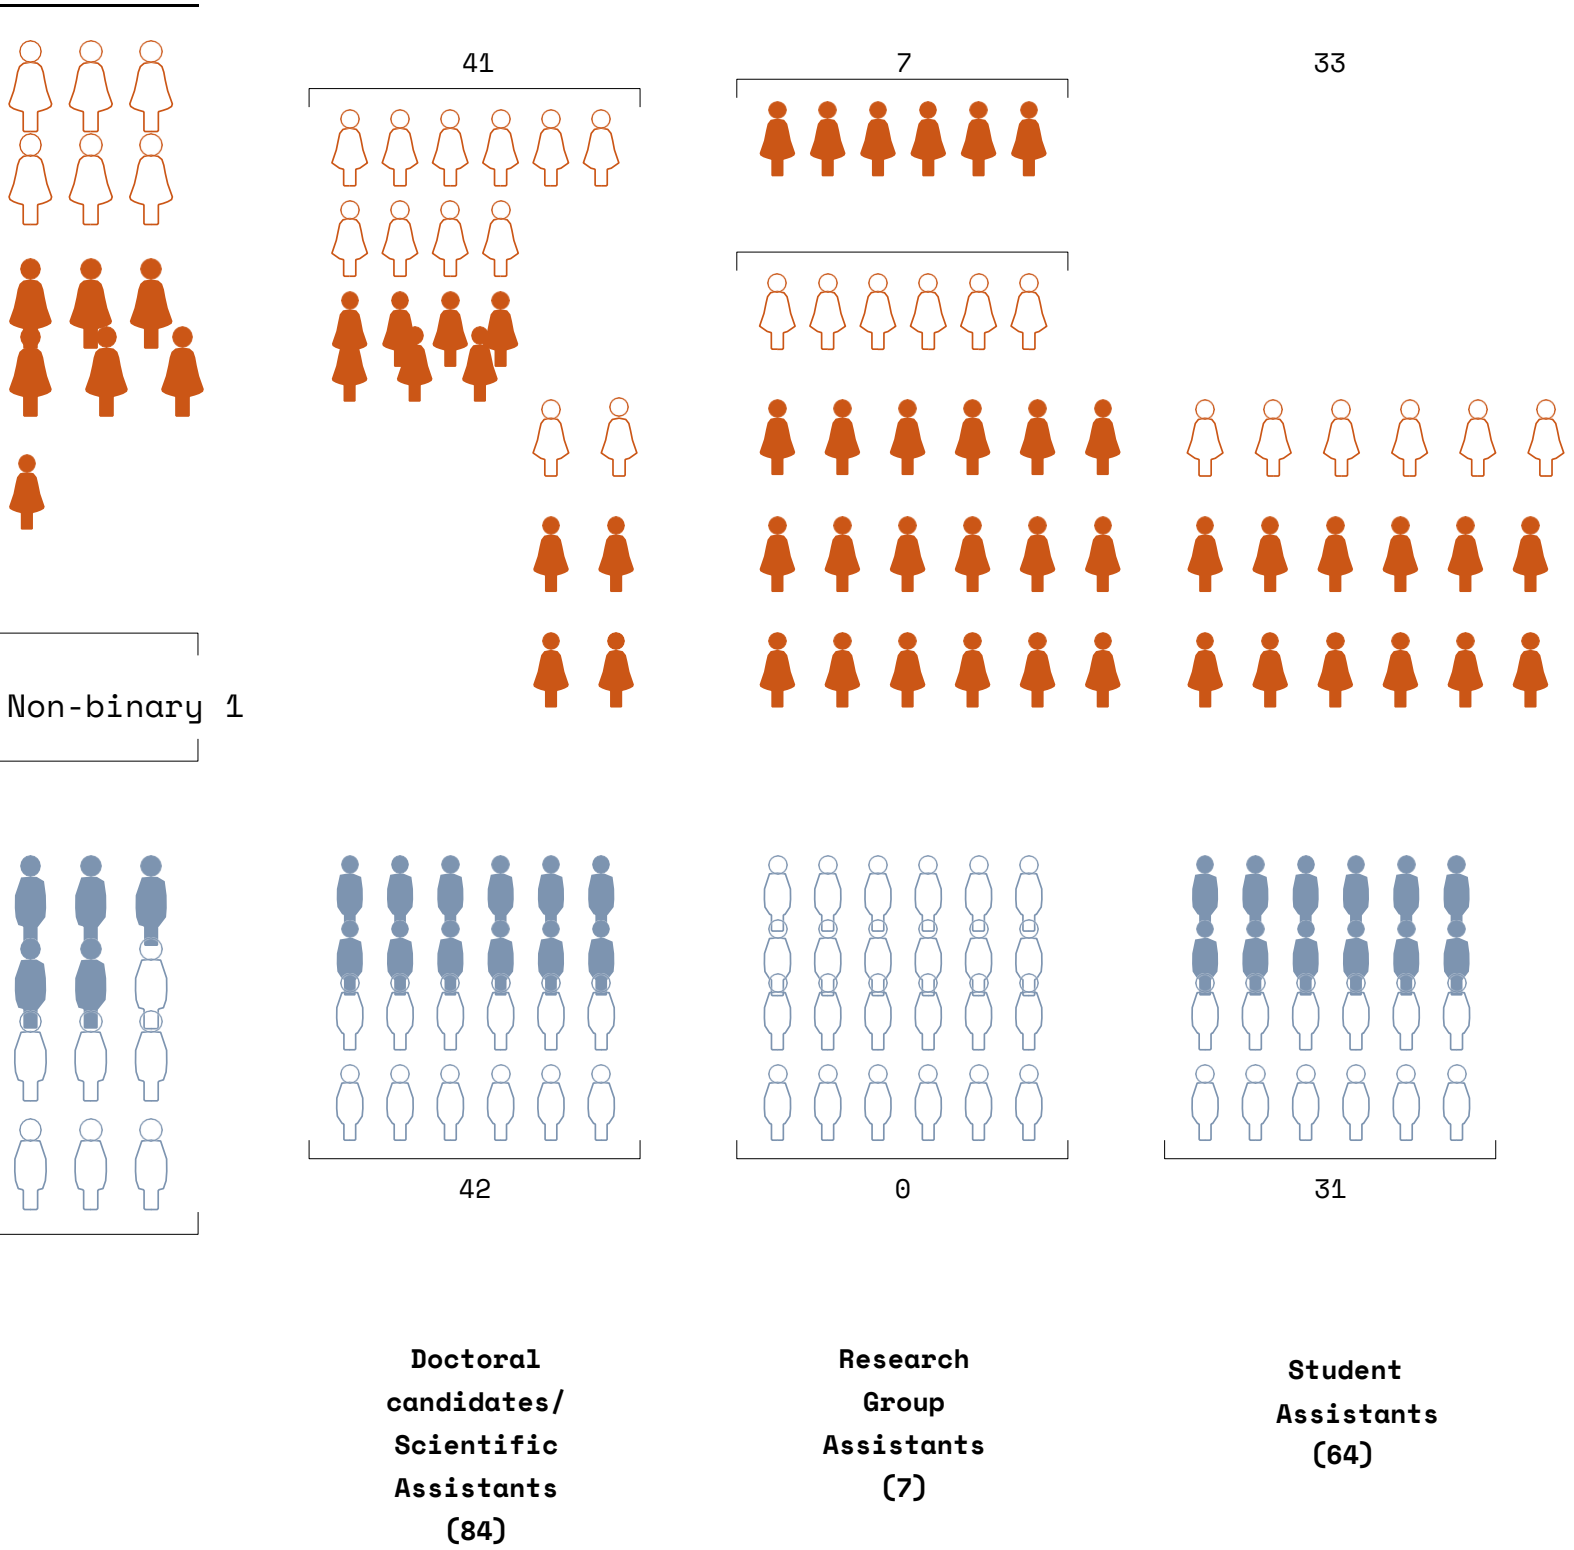 41
7
33
Non-binary 1
42
0
31
Doctoral
candidates/
Scientific
Assistants
(84)
Research
Group
Assistants
(7)
Student
Assistants
(64)